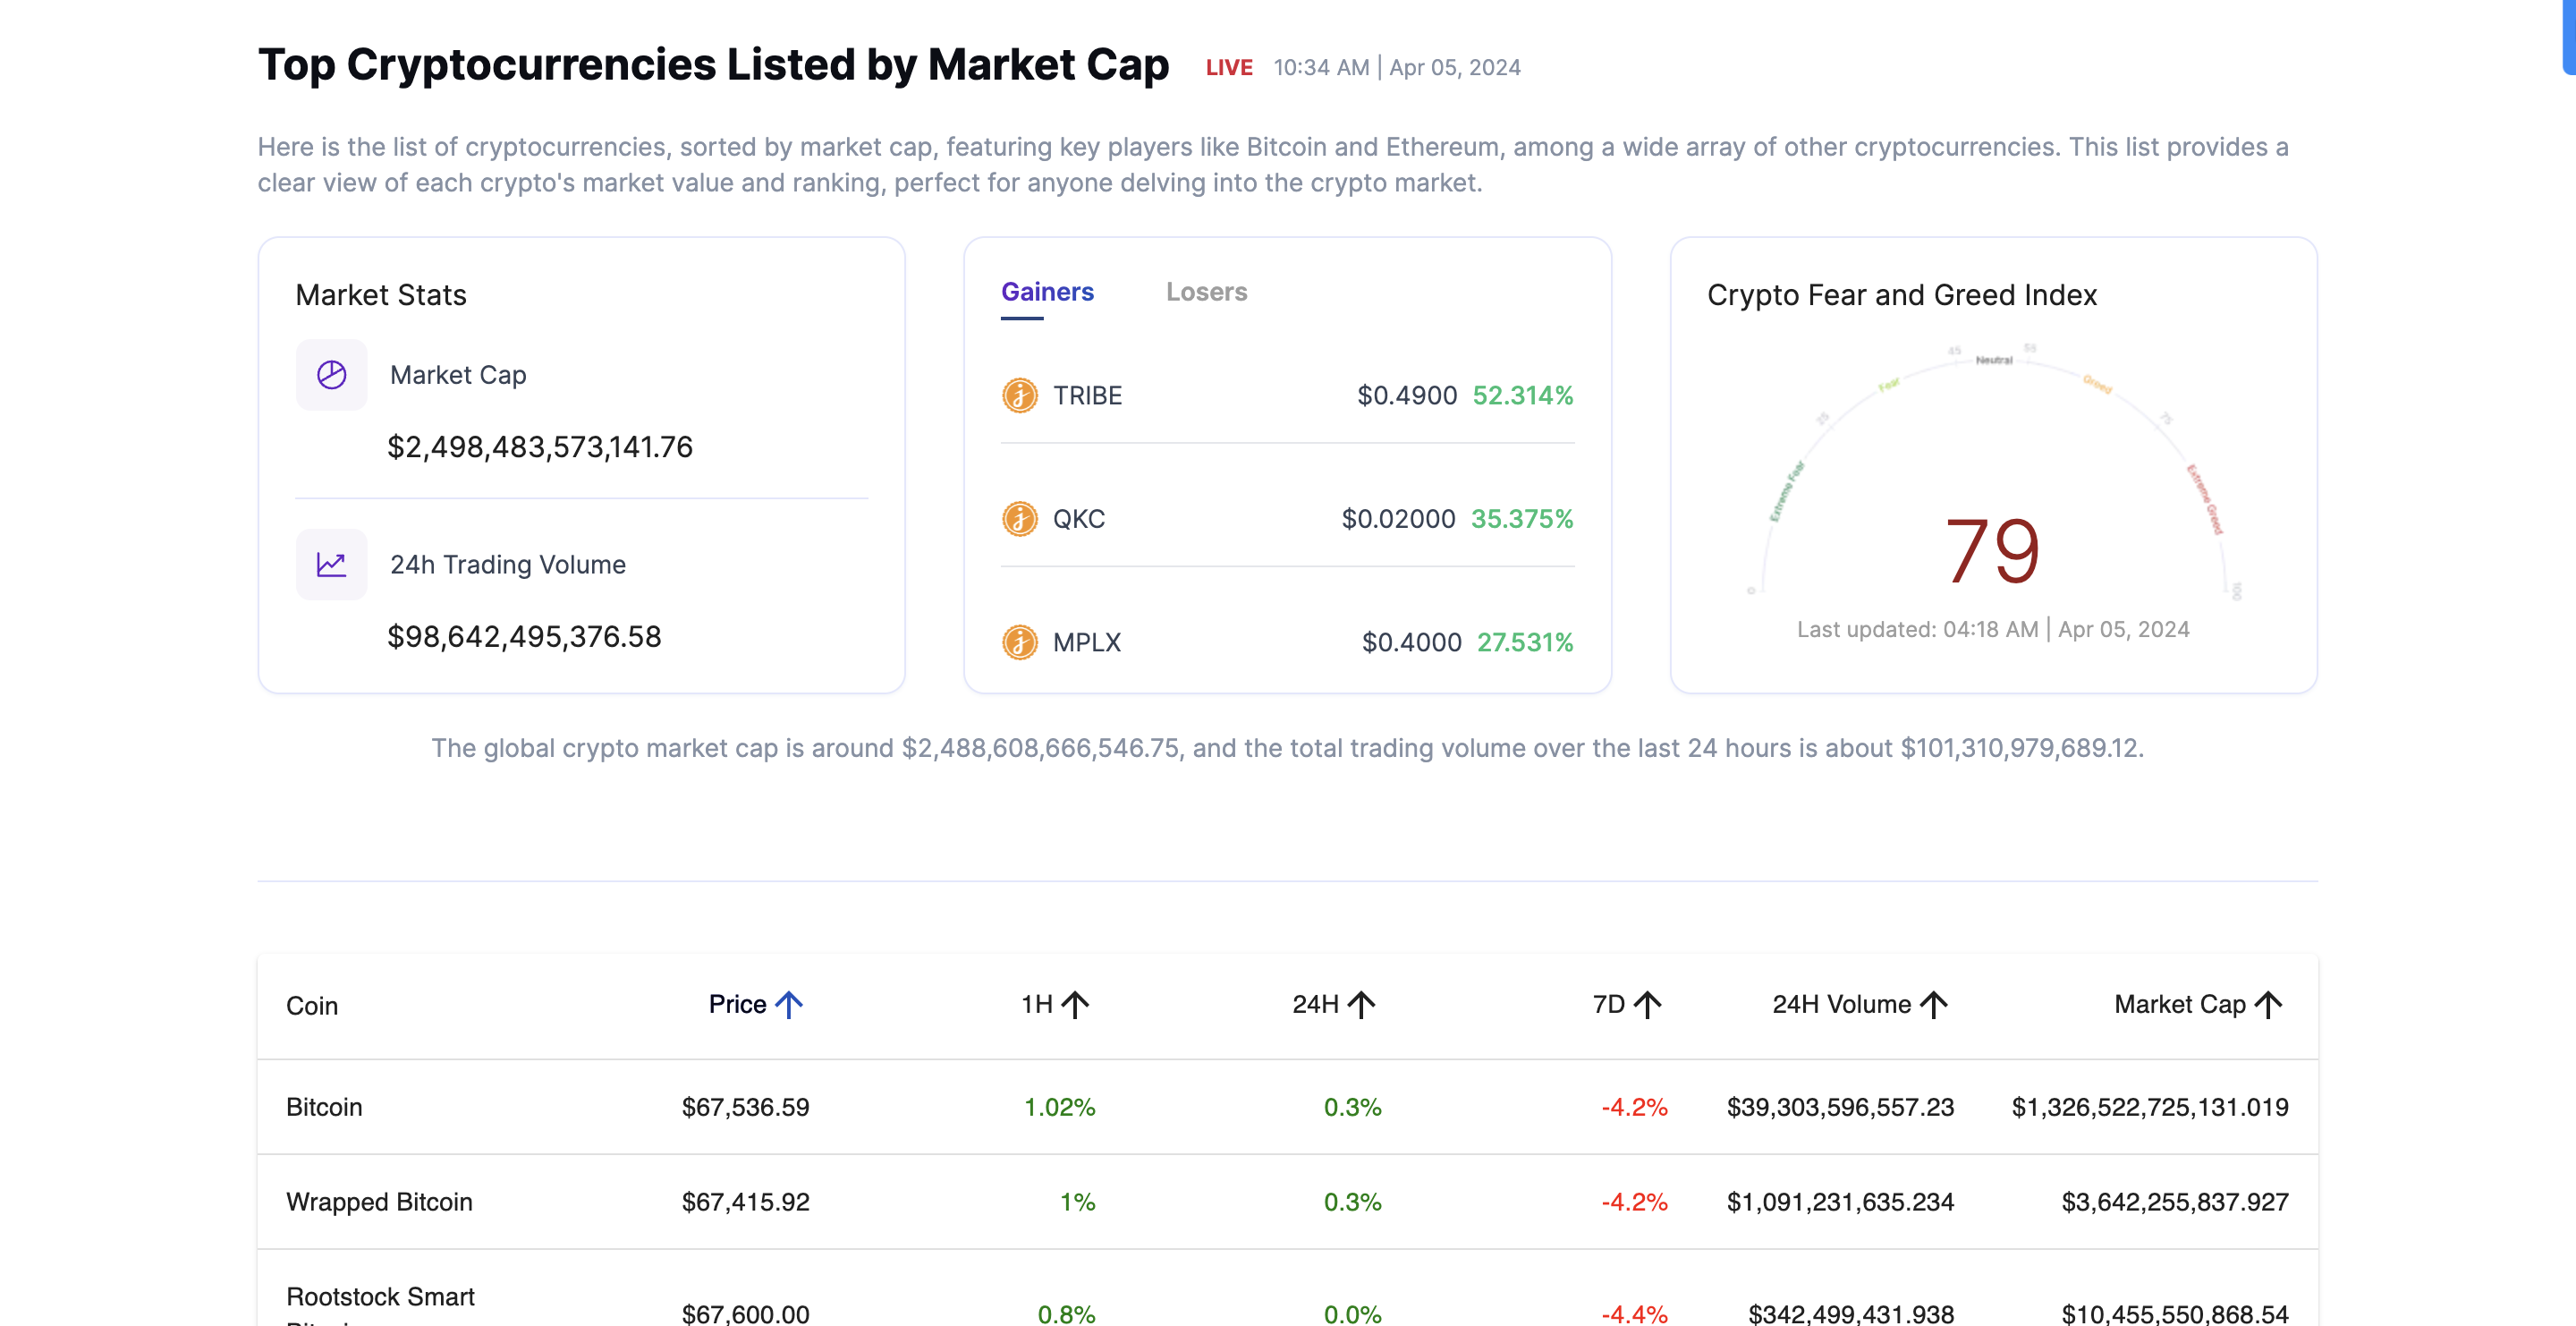 Top Cryptocurrencies Listed by Market Cap LIVE 10:34 AM | Apr 05, 2024
Here is the list of cryptocurrencies, sorted by market cap, featuring key players like Bitcoin and Ethereum, among a wide array of other cryptocurrencies. This list provides a
clear view of each crypto's market value and ranking, perfect for anyone delving into the crypto market.
Market Stats
Market Cap
$2,498,483,573,141.76
24h Trading Volume
$98,642,495,376.58
Gainers Losers
TRIBE $0.4900 52.314%
QKC $0.02000 35.375%
MPLX $0.4000 27.531%
Crypto Fear and Greed Index
0
Extreme Fear
25
Fear
45
Neutral
55
Greed
75
Extreme Greed
100
79
Last updated: 04:18 AM | Apr 05, 2024
The global crypto market cap is around $2,488,608,666,546.75, and the total trading volume over the last 24 hours is about $101,310,979,689.12.
Coin Price 1H 24H 7D 24H Volume Market Cap
Bitcoin $67,536.59 1.02% 0.3% -4.2% $39,303,596,557.23 $1,326,522,725,131.019
Wrapped Bitcoin $67,415.92 1% 0.3% -4.2% $1,091,231,635.234 $3,642,255,837.927
Rootstock Smart
$67,600.00 0.8% 0.0% -4.4% $342,499,431.938 $10,455,550,868.54